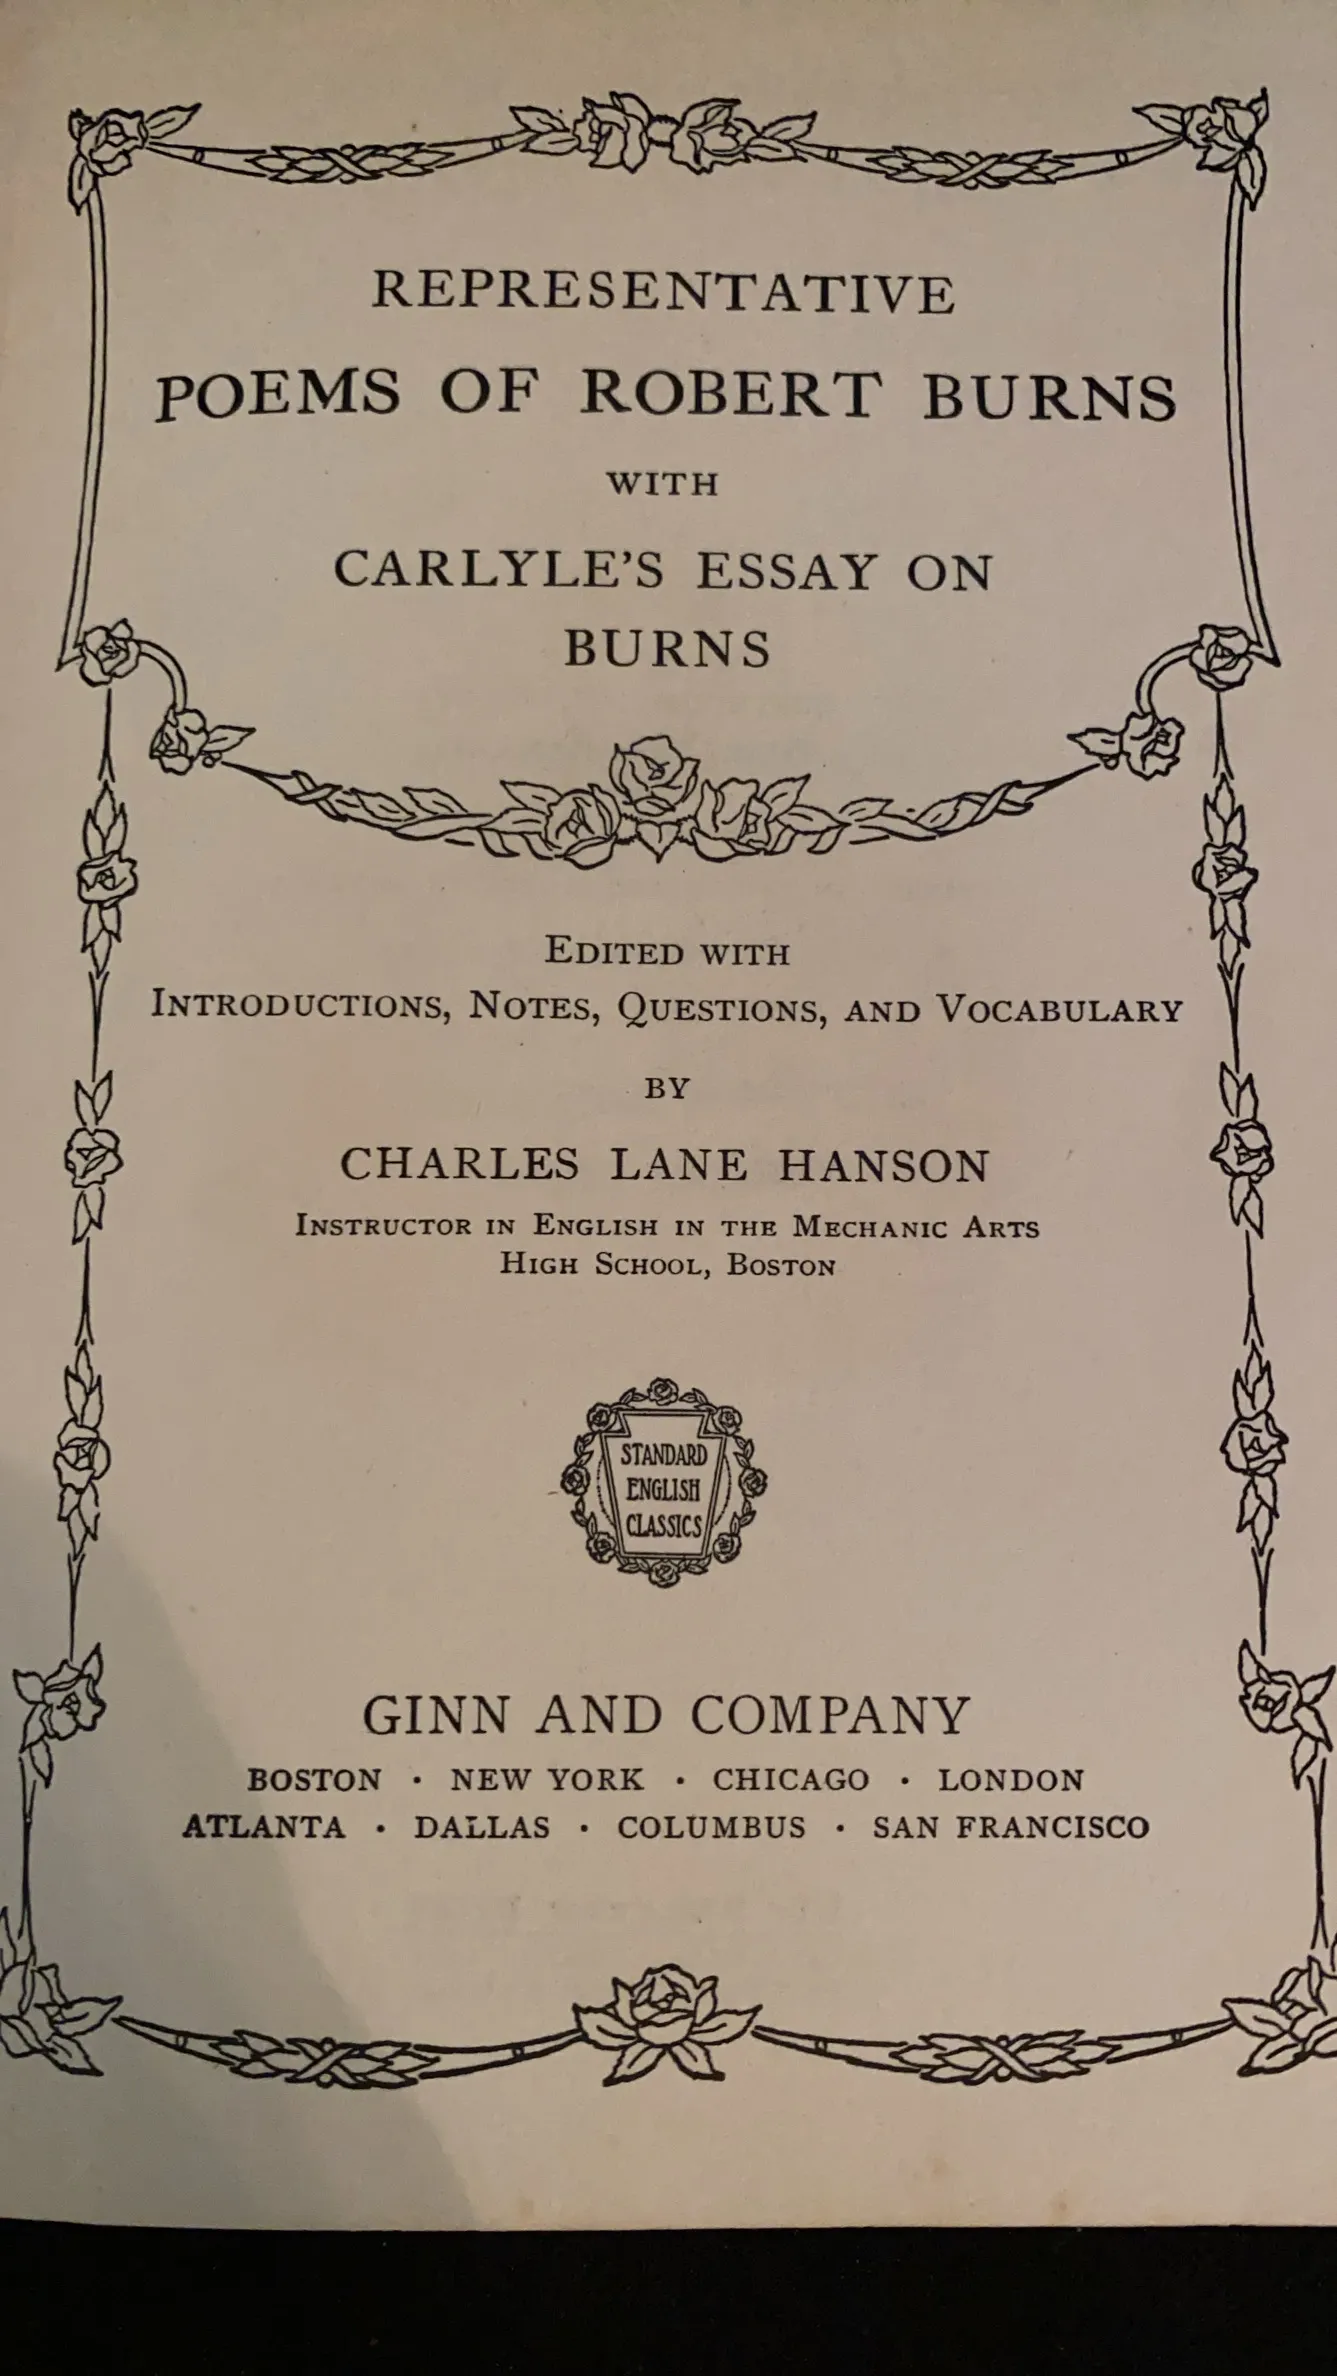 REPRESENTATIVE
POEMS OF ROBERT BURNS
WITH
CARLYLE'S ESSAY ON
BURNS
EDITED WITH
INTRODUCTIONS, NOTES, QUESTIONS, AND VOCABULARY
BY
CHARLES LANE HANSON
INSTRUCTOR IN ENGLISH IN THE MECHANIC ARTS
HIGH SCHOOL, BOSTON
STANDARD
ENGLISH
CLASSICS
GINN AND COMPANY
BOSTON · NEW YORK · CHICAGO · LONDON
ATLANTA · DALLAS · COLUMBUS · SAN FRANCISCO